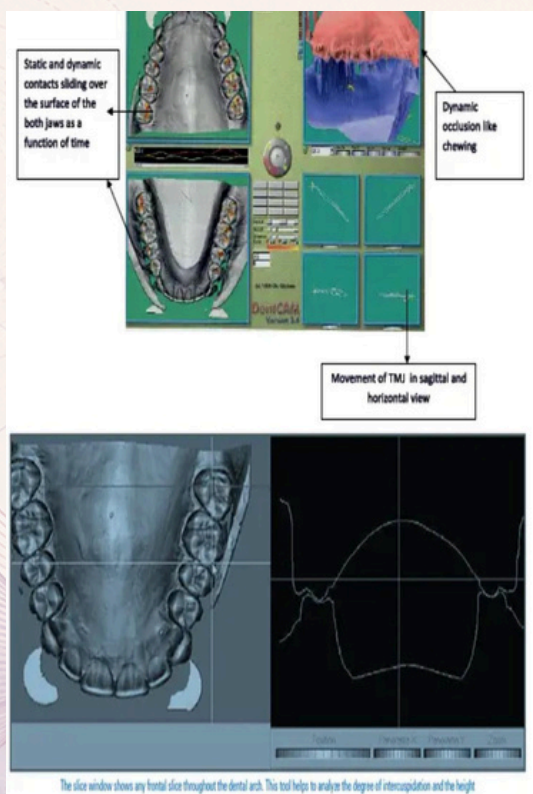 Static and dynamic
contacts sliding over
the surface of the
both jaws as a
function of time
Dynamic
occlusion like
chewing
DentCAM
Movement of TMJ in sagittal and
horizontal view
The slice window shows any frontal slice throughout the dental arch. This tool helps to analyze the degree of intercuspidation and the height